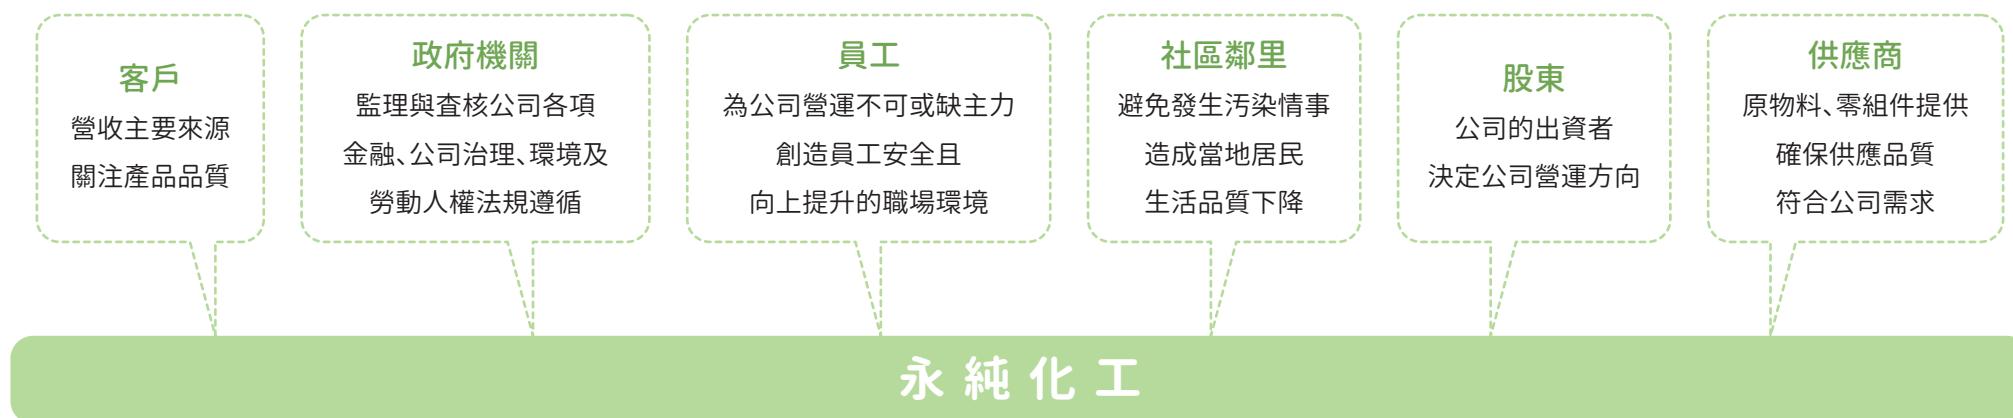 客戶
營收主要來源
關注產品品質
政府機關
監理與查核公司各項
金融、公司治理、環境及
勞動人權法規遵循
員工
為公司營運不可或缺主力
創造員工安全且
向上提升的職場環境
社區鄰里
避免發生汚染情事
造成當地居民
生活品質下降
股東
公司的出資者
決定公司營運方向
供應商
原物料、零組件提供
確保供應品質
符合公司需求
永純化工